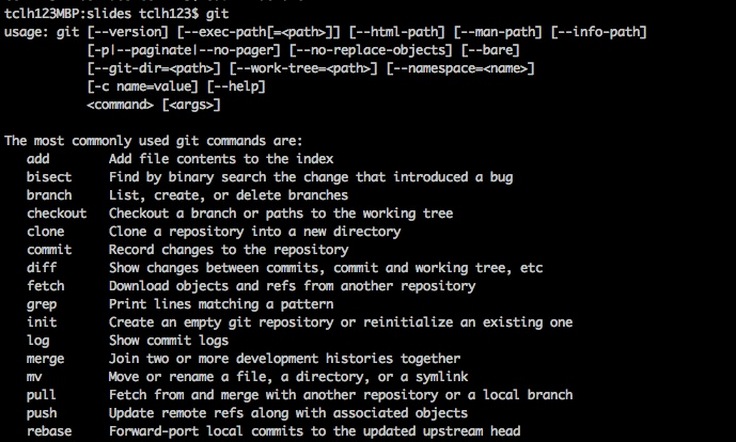 tclh123MBP:slides tclh123$ git
usage: git [--version] [--exec-path[=<path>]] [--html-path] [--man-path] [--info-path]
           [-p|--paginate|--no-pager] [--no-replace-objects] [--bare]
           [--git-dir=<path>] [--work-tree=<path>] [--namespace=<name>]
           [-c name=value] [--help]
           <command> [<args>]

The most commonly used git commands are:
   add        Add file contents to the index
   bisect     Find by binary search the change that introduced a bug
   branch     List, create, or delete branches
   checkout   Checkout a branch or paths to the working tree
   clone      Clone a repository into a new directory
   commit     Record changes to the repository
   diff       Show changes between commits, commit and working tree, etc
   fetch      Download objects and refs from another repository
   grep       Print lines matching a pattern
   init       Create an empty git repository or reinitialize an existing one
   log        Show commit logs
   merge      Join two or more development histories together
   mv         Move or rename a file, a directory, or a symlink
   pull       Fetch from and merge with another repository or a local branch
   push       Update remote refs along with associated objects
   rebase     Forward-port local commits to the updated upstream head